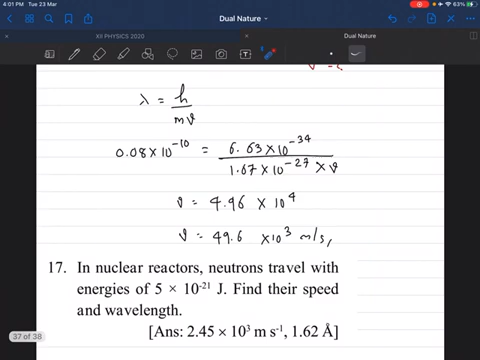 4:01 PM Tue 23 Mar
63%
Dual Nature
XII PHYSICS 2020
Dual Nature
λ = h / mv
0.08 × 10⁻¹⁰ = 6.63 × 10⁻³⁴ / 1.67 × 10⁻²⁷ × v
v = 4.96 × 10⁴
v = 49.6 × 10³ m/s,
17. In nuclear reactors, neutrons travel with
energies of 5 × 10⁻²¹ J. Find their speed
and wavelength.
[Ans: 2.45 × 10³ m s⁻¹, 1.62 Å]
37 of 38